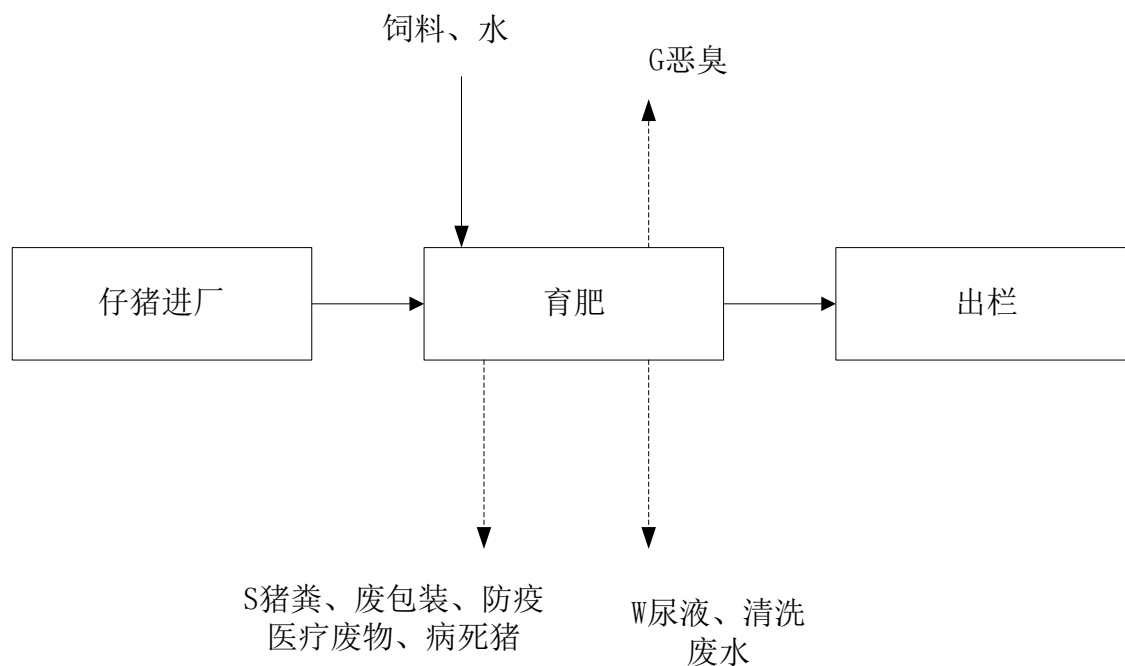 饲料、水
G恶臭
仔猪进厂
育肥
出栏
S猪粪、废包装、防疫
医疗废物、病死猪
W尿液、清洗
废水